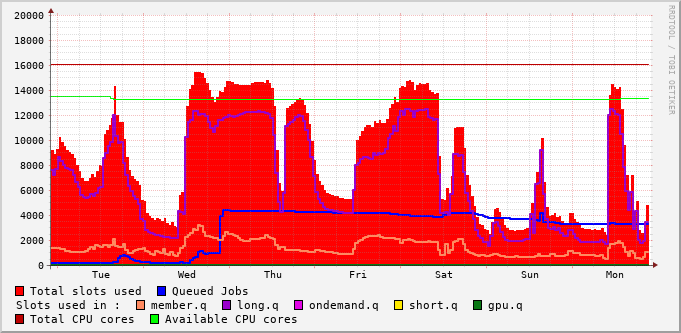 RRDTOOL / TOBI OETIKER
20000
18000
16000
14000
12000
10000
8000
6000
4000
2000
0
Tue Wed Thu Fri Sat Sun Mon
Total slots used Queued Jobs
Slots used in : member.q long.q ondemand.q short.q gpu.q
Total CPU cores Available CPU cores